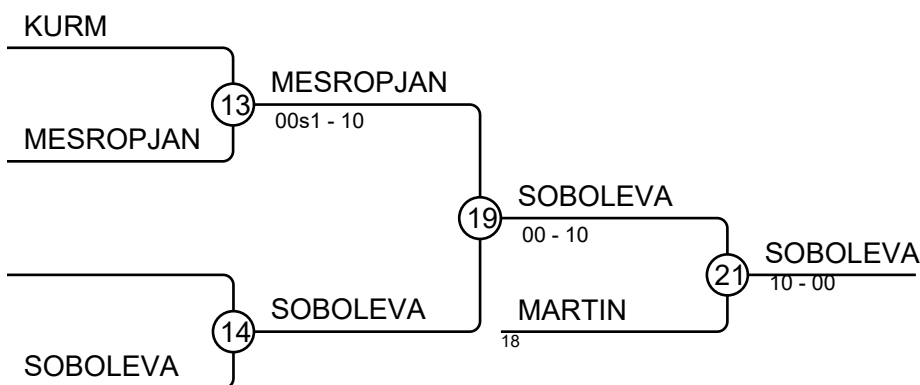 KURM
13
MESROPJAN
00s1 - 10
MESROPJAN
19
SOBOLEVA
00 - 10
21
SOBOLEVA
10 - 00
14
SOBOLEVA
MARTIN
18
SOBOLEVA